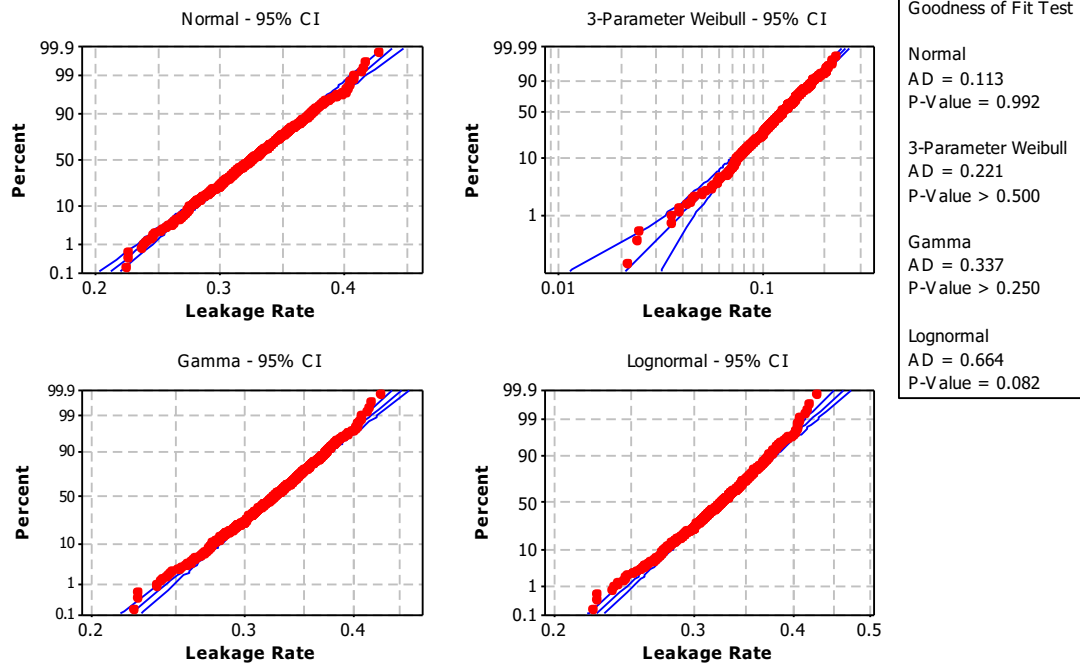 Normal - 95% CI
99.9
99
90
50
10
1
0.1
0.2 0.3 0.4
Percent
Leakage Rate
3-Parameter Weibull - 95% CI
99.99
90
50
10
1
0.01 0.1
Percent
Leakage Rate
Goodness of Fit Test
Normal
AD = 0.113
P-Value = 0.992
3-Parameter Weibull
AD = 0.221
P-Value > 0.500
Gamma
AD = 0.337
P-Value > 0.250
Lognormal
AD = 0.664
P-Value = 0.082
Gamma - 95% CI
99.9
99
90
50
10
1
0.1
0.2 0.3 0.4
Percent
Leakage Rate
Lognormal - 95% CI
99.9
99
90
50
10
1
0.1
0.2 0.3 0.4 0.5
Percent
Leakage Rate